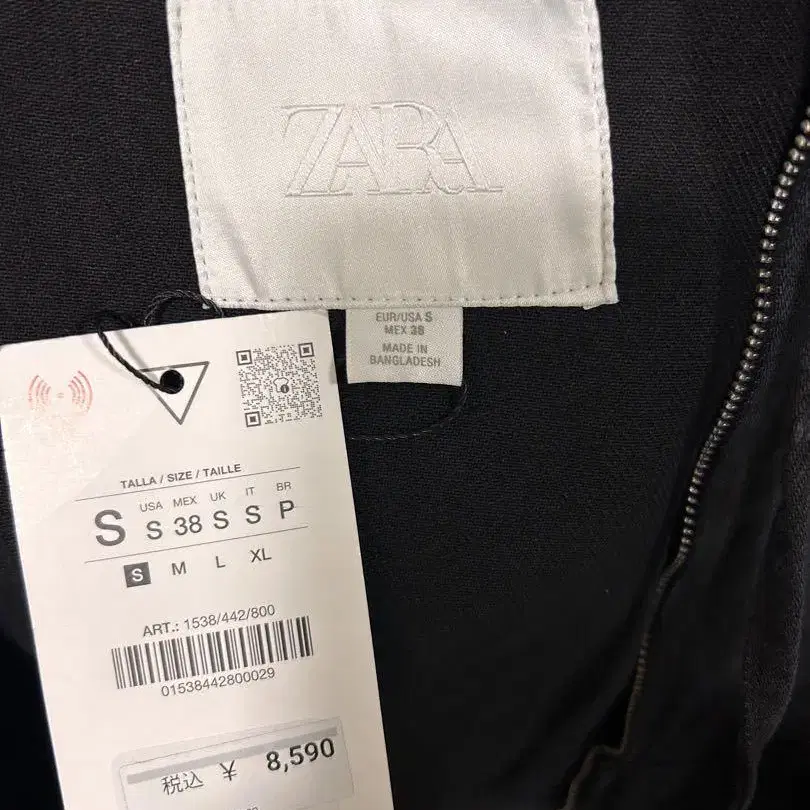 ZARA
EUR/USA S
MEX 38
MADE IN
BANGLADESH
TALLA / SIZE / TAILLE
USA MEX UK IT BR
S S 38 S S P
S M L XL
ART.: 1538/442/800
01538442800029
税込 ¥ 8,590